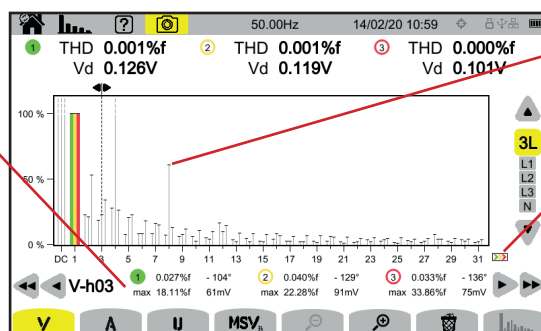 ? 50.00Hz 14/02/20 10:59
1 THD 0.001%f 2 THD 0.001%f 3 THD 0.000%f
Vd 0.126V Vd 0.119V Vd 0.101V
100 %
50 %
0 %
DC 1 3 5 7 9 11 13 15 17 19 21 23 25 27 29 31
3L
L1
L2
L3
N
V-h03 1 0.027%f - 104° 2 0.040%f - 129° 3 0.033%f - 136°
max 18.11%f 61mV max 22.28%f 91mV max 33.86%f 75mV
V A U MSV